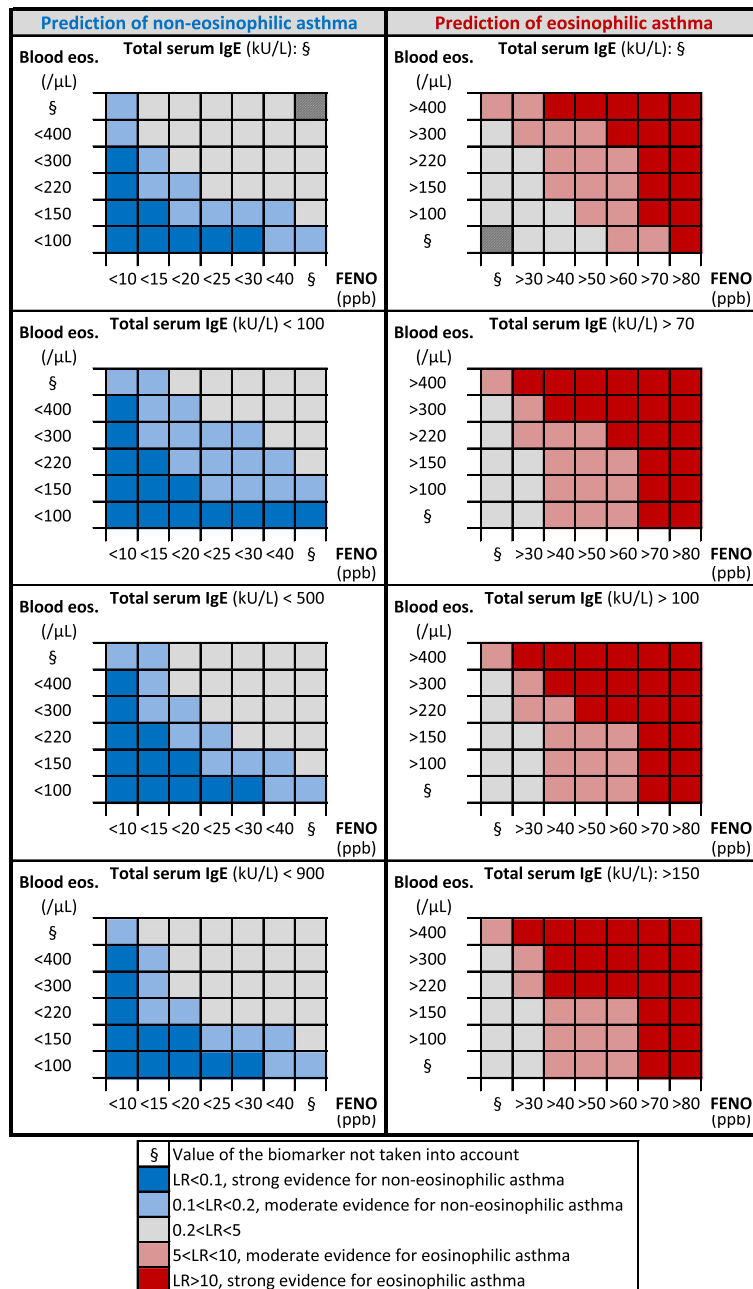 Prediction of non-eosinophilic asthma
Blood eos.
(/µL)
Total serum IgE (kU/L): §
§
<400
<300
<220
<150
<100
<10 <15 <20 <25 <30 <40 § FENO
(ppb)
Blood eos.
(/µL)
Total serum IgE (kU/L) < 100
§
<400
<300
<220
<150
<100
<10 <15 <20 <25 <30 <40 § FENO
(ppb)
Blood eos.
(/µL)
Total serum IgE (kU/L) < 500
§
<400
<300
<220
<150
<100
<10 <15 <20 <25 <30 <40 § FENO
(ppb)
Blood eos.
(/µL)
Total serum IgE (kU/L) < 900
§
<400
<300
<220
<150
<100
<10 <15 <20 <25 <30 <40 § FENO
(ppb)
Prediction of eosinophilic asthma
Blood eos.
(/µL)
Total serum IgE (kU/L): §
>400
>300
>220
>150
>100
§
§ >30 >40 >50 >60 >70 >80 FENO
(ppb)
Blood eos.
(/µL)
Total serum IgE (kU/L) > 70
>400
>300
>220
>150
>100
§
§ >30 >40 >50 >60 >70 >80 FENO
(ppb)
Blood eos.
(/µL)
Total serum IgE (kU/L) > 100
>400
>300
>220
>150
>100
§
§ >30 >40 >50 >60 >70 >80 FENO
(ppb)
Blood eos.
(/µL)
Total serum IgE (kU/L): >150
>400
>300
>220
>150
>100
§
§ >30 >40 >50 >60 >70 >80 FENO
(ppb)
§ Value of the biomarker not taken into account
LR<0.1, strong evidence for non-eosinophilic asthma
0.1<LR<0.2, moderate evidence for non-eosinophilic asthma
0.2<LR<5
5<LR<10, moderate evidence for eosinophilic asthma
LR>10, strong evidence for eosinophilic asthma